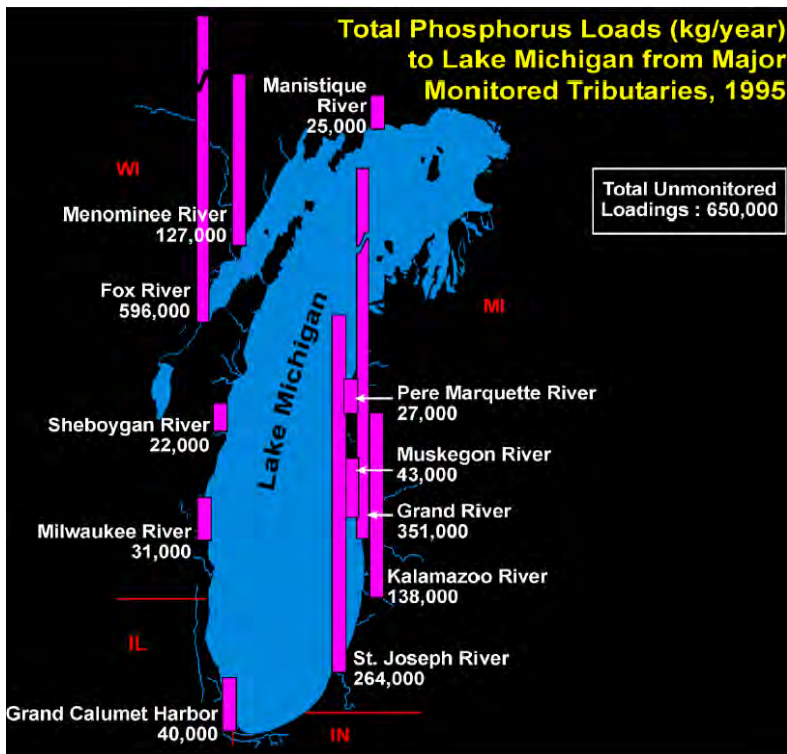 Total Phosphorus Loads (kg/year)
to Lake Michigan from Major
Monitored Tributaries, 1995
Manistique
River
25,000
WI
Total Unmonitored
Loadings : 650,000
Menominee River
127,000
Fox River
596,000
MI
Lake Michigan
Pere Marquette River
27,000
Sheboygan River
22,000
Muskegon River
43,000
Grand River
351,000
Milwaukee River
31,000
Kalamazoo River
138,000
IL
St. Joseph River
264,000
Grand Calumet Harbor
40,000
IN